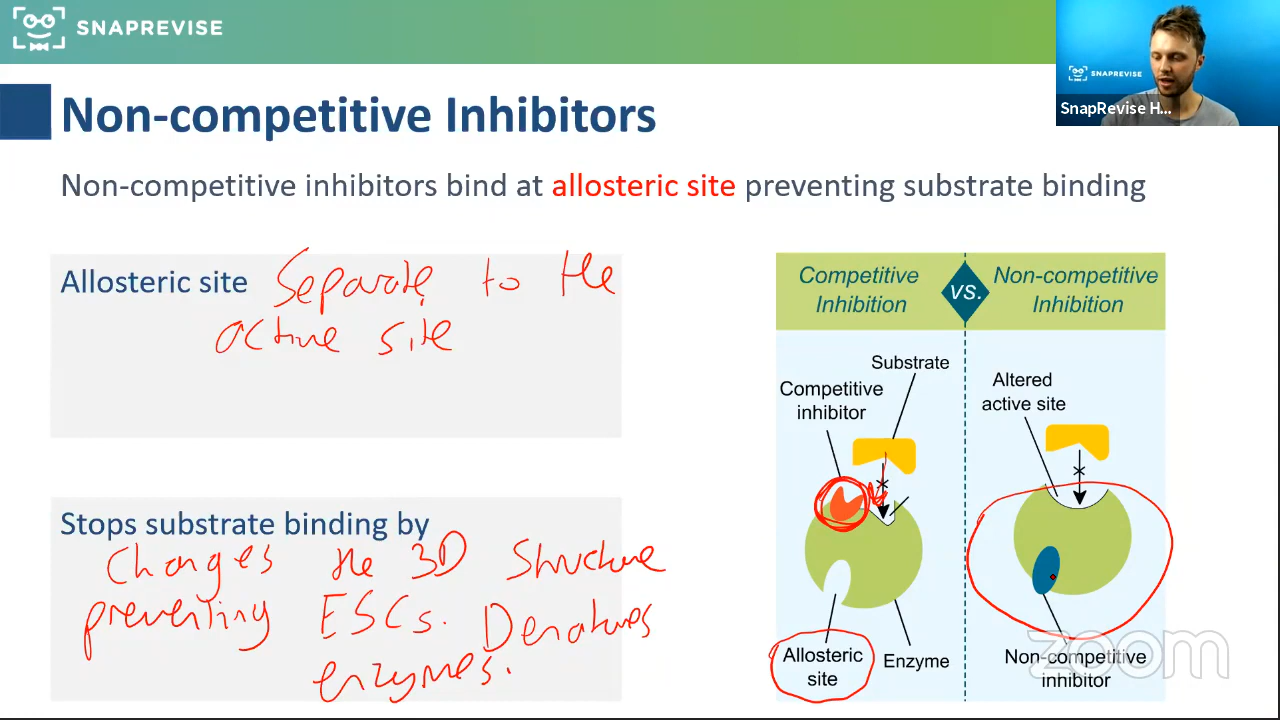 SNAPREVISE
SNAPREVISE
SnapRevise H...
Non-competitive Inhibitors
Non-competitive inhibitors bind at allosteric site preventing substrate binding
Allosteric site Separate to the
active site
Stops substrate binding by
Changes the 3D Structure
preventing ESCs. Denatures
enzymes.
Competitive
Inhibition
VS.
Non-competitive
Inhibition
Substrate
Competitive
inhibitor
Altered
active site
Allosteric
site
Enzyme
Non-competitive
inhibitor
zoom